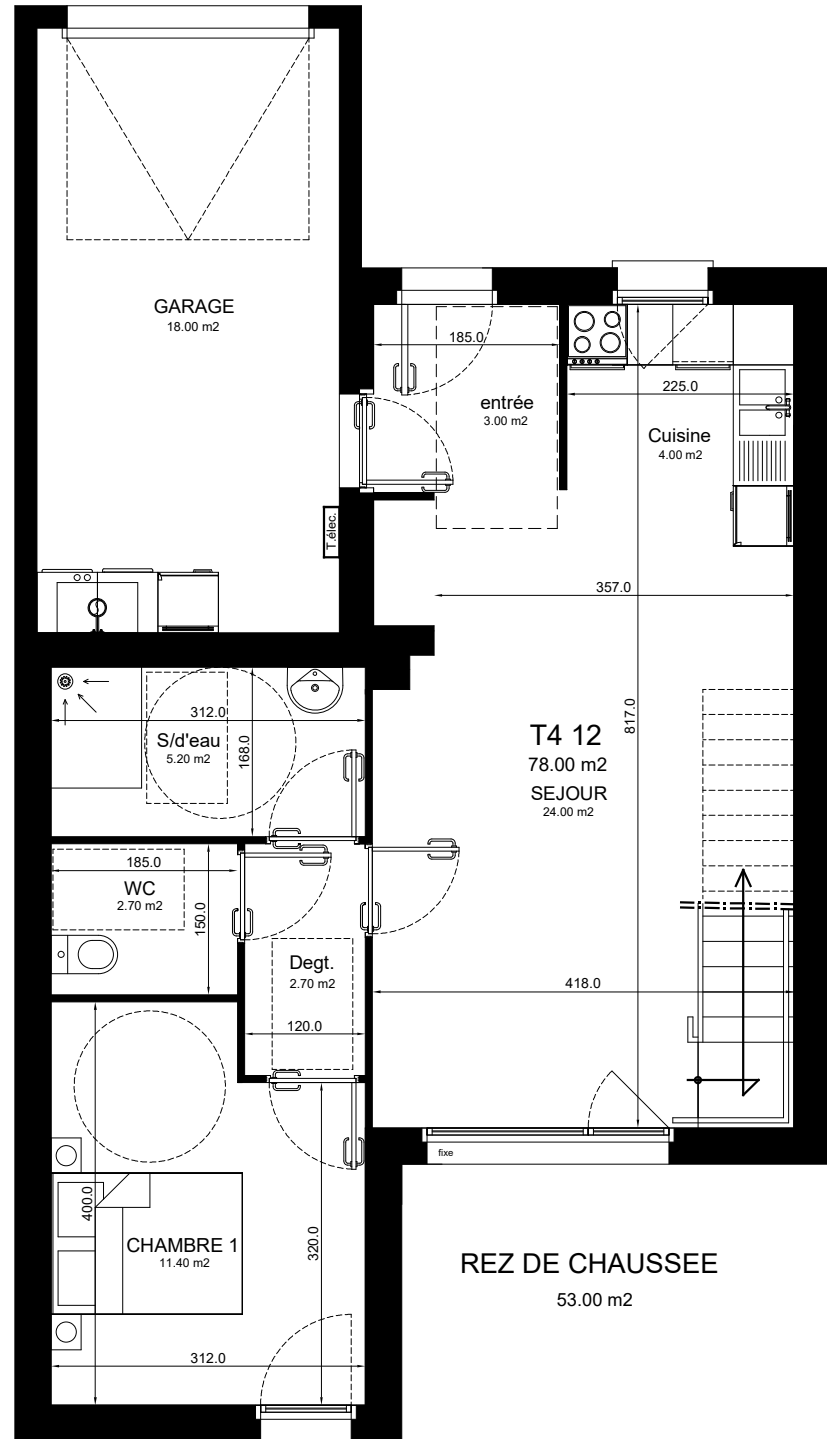 GARAGE
18.00 m2
185.0
entrée
3.00 m2
225.0
Cuisine
4.00 m2
T.élec.
357.0
817.0
T4 12
78.00 m2
SEJOUR
24.00 m2
312.0
168.0
S/d'eau
5.20 m2
185.0
WC
2.70 m2
150.0
Degt.
2.70 m2
120.0
418.0
fixe
400.0
320.0
CHAMBRE 1
11.40 m2
312.0
REZ DE CHAUSSEE
53.00 m2